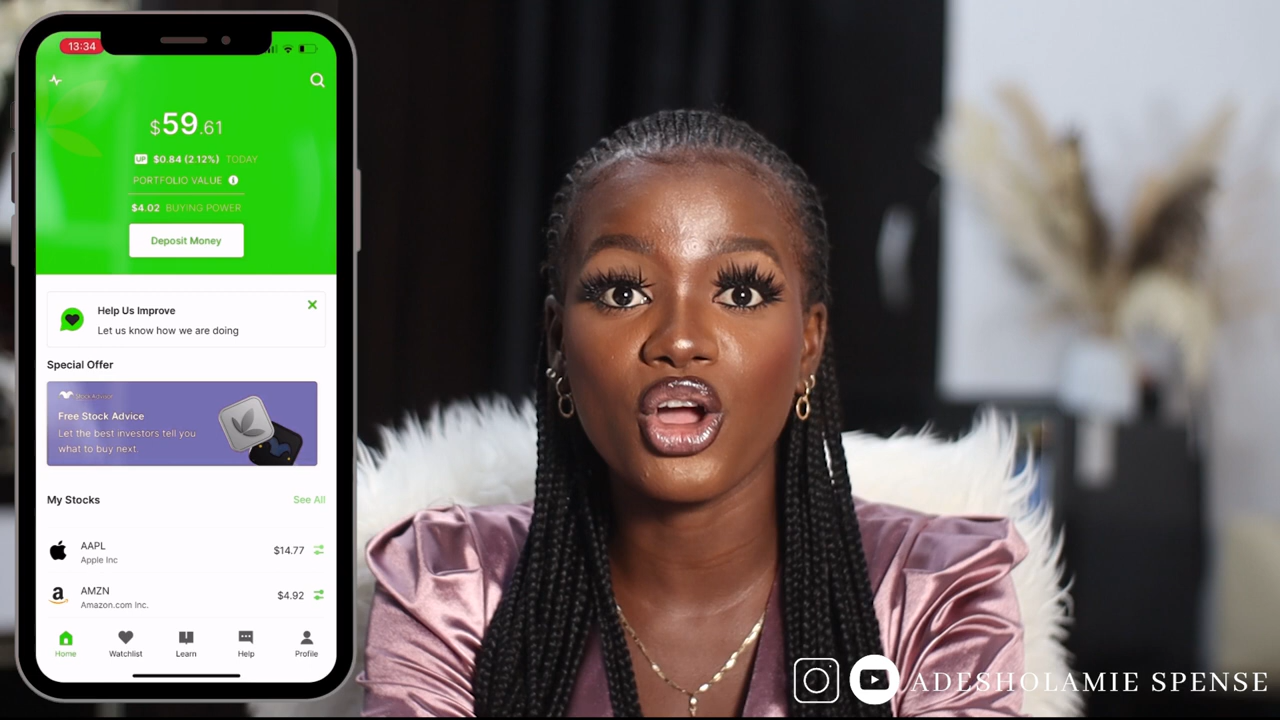 13:34
$59.61
UP $0.84 (2.12%) TODAY
PORTFOLIO VALUE
$4.02 BUYING POWER
Deposit Money
Help Us Improve
Let us know how we are doing
Special Offer
Free Stock Advice
Let the best investors tell you
what to buy next.
My Stocks
See All
AAPL
Apple Inc
$14.77
AMZN
Amazon.com Inc.
$4.92
Home
Watchlist
Learn
Help
Profile
ADESHOLAMIE SPENSE